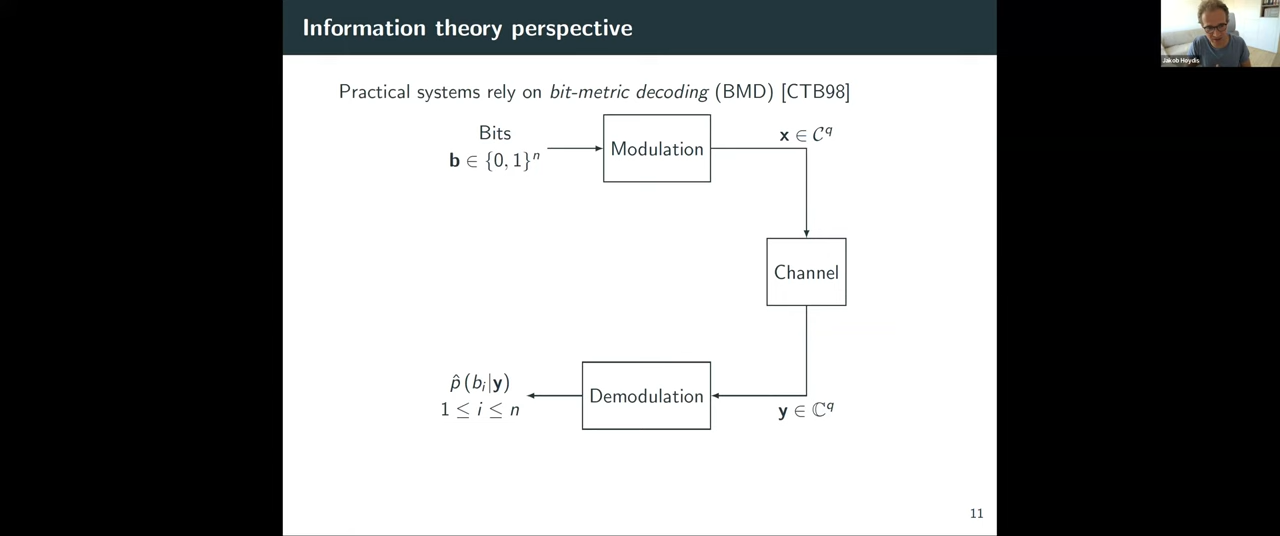 Information theory perspective
Jakob Hoydis
Practical systems rely on bit-metric decoding (BMD) [CTB98]
Bits
b ∈ {0, 1}ⁿ
Modulation
x ∈ 𝒞^q
Channel
p̂ (bᵢ|y)
1 ≤ i ≤ n
Demodulation
y ∈ ℂ^q
11